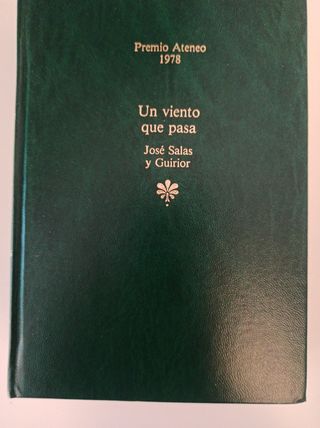 Premio Ateneo
1978
Un viento
que pasa
José Salas
y Guirior